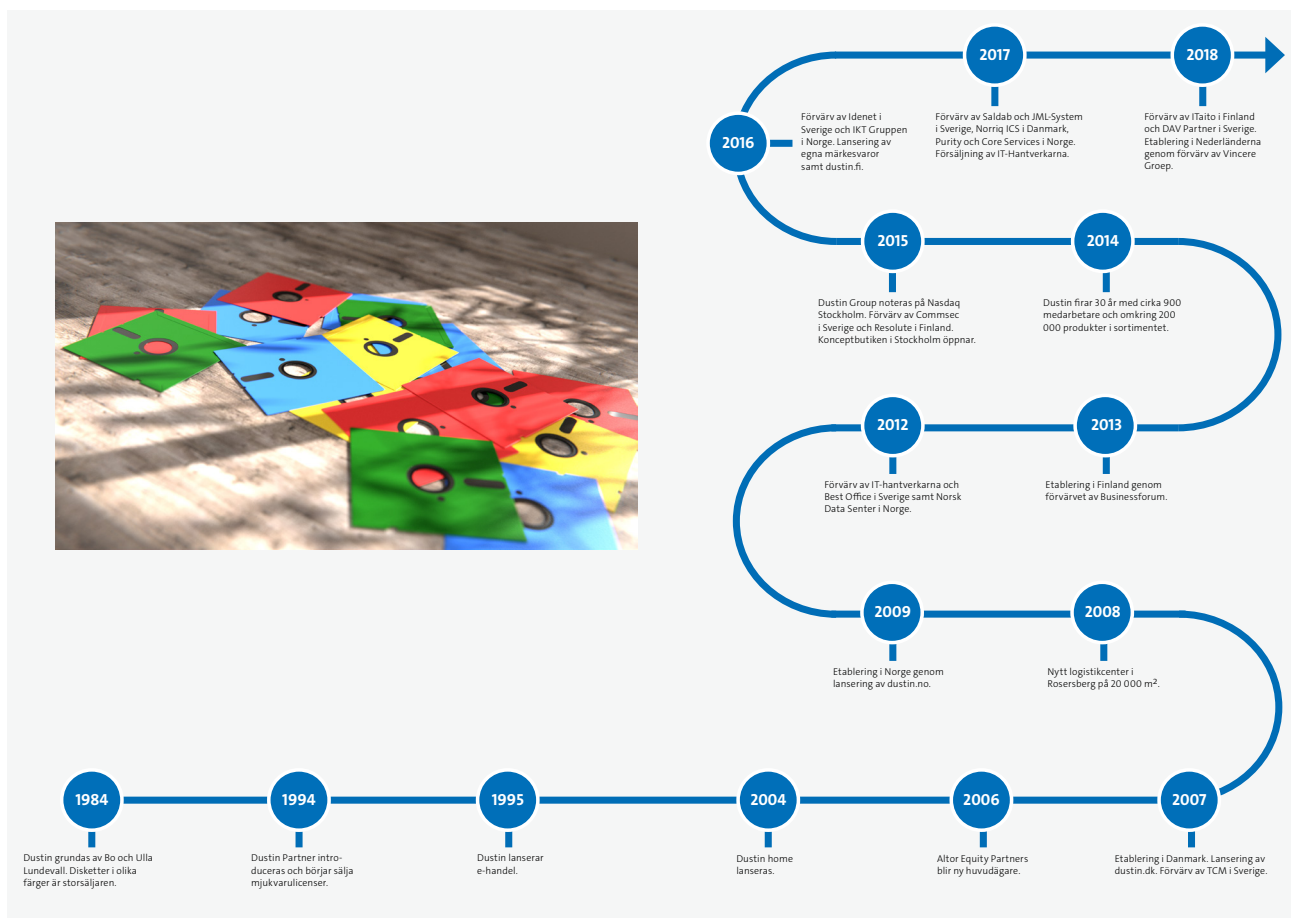 2017
2018
2016
Förvärv av Idenet i
Sverige och IKT Gruppen
i Norge. Lansering av
egna märkesvaror
samt dustin.fi.
Förvärv av Saldab och JML-System
i Sverige, Norriq ICS i Danmark,
Purity och Core Services i Norge.
Försäljning av IT-Hantverkarna.
Förvärv av ITaito i Finland
och DAV Partner i Sverige.
Etablering i Nederländerna
genom förvärv av Vincere
Groep.
2015
2014
Dustin Group noteras på Nasdaq
Stockholm. Förvärv av Commsec
i Sverige och Resolute i Finland.
Konceptbutiken i Stockholm öppnar.
Dustin firar 30 år med cirka 900
medarbetare och omkring 200
000 produkter i sortimentet.
2012
2013
Förvärv av IT-hantverkarna och
Best Office i Sverige samt Norsk
Data Senter i Norge.
Etablering i Finland genom
förvärvet av Businessforum.
2009
2008
Etablering i Norge genom
lansering av dustin.no.
Nytt logistikcenter i
Rosersberg på 20 000 m².
1984
1994
1995
2004
2006
2007
Dustin grundas av Bo och Ulla
Lundevall. Disketter i olika
färger är storsäljaren.
Dustin Partner intro-
duceras och börjar sälja
mjukvarulicenser.
Dustin lanserar
e-handel.
Dustin home
lanseras.
Altor Equity Partners
blir ny huvudägare.
Etablering i Danmark. Lansering av
dustin.dk. Förvärv av TCM i Sverige.